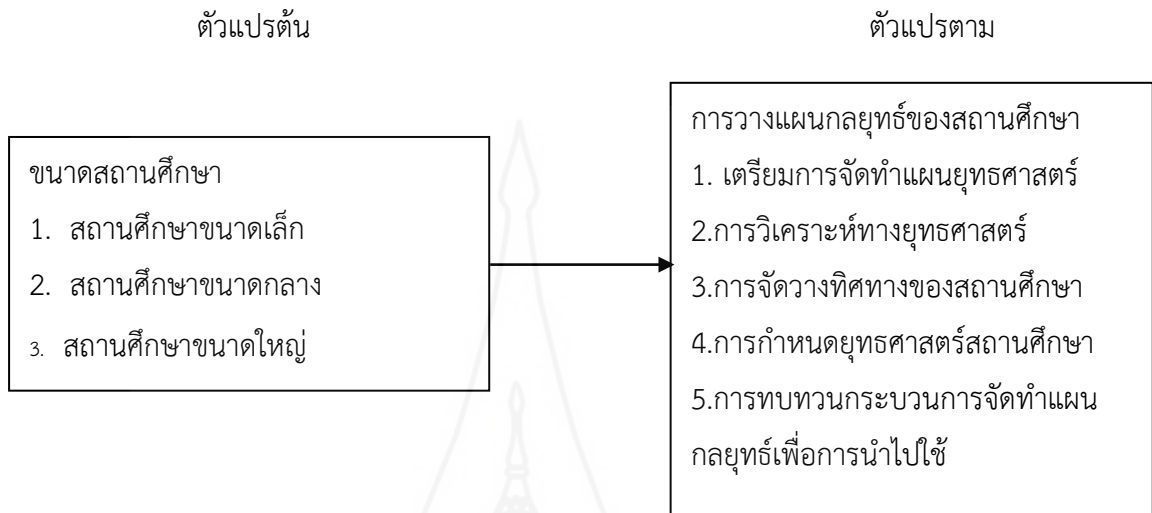 ตัวแปรต้น
ตัวแปรตาม
ขนาดสถานศึกษา
1. สถานศึกษาขนาดเล็ก
2. สถานศึกษาขนาดกลาง
3. สถานศึกษาขนาดใหญ่
การวางแผนกลยุทธ์ของสถานศึกษา
1. เตรียมการจัดทำแผนยุทธศาสตร์
2.การวิเคราะห์ทางยุทธศาสตร์
3.การจัดวางทิศทางของสถานศึกษา
4.การกำหนดยุทธศาสตร์สถานศึกษา
5.การทบทวนกระบวนการจัดทำแผน
กลยุทธ์เพื่อการนำไปใช้